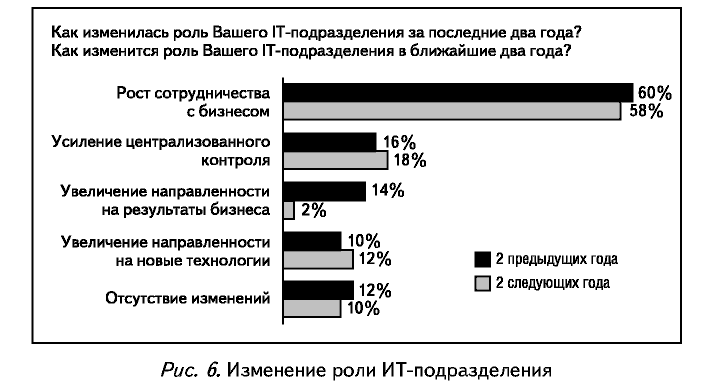 Как изменилась роль Вашего IT-подразделения за последние два года?
Как изменится роль Вашего IT-подразделения в ближайшие два года?
Рост сотрудничества
с бизнесом
60%
58%
Усиление централизованного
контроля
16%
18%
Увеличение направленности
на результаты бизнеса
14%
2%
Увеличение направленности
на новые технологии
10%
12%
Отсутствие изменений
12%
10%
2 предыдущих года
2 следующих года
Рис. 6. Изменение роли ИТ-подразделения